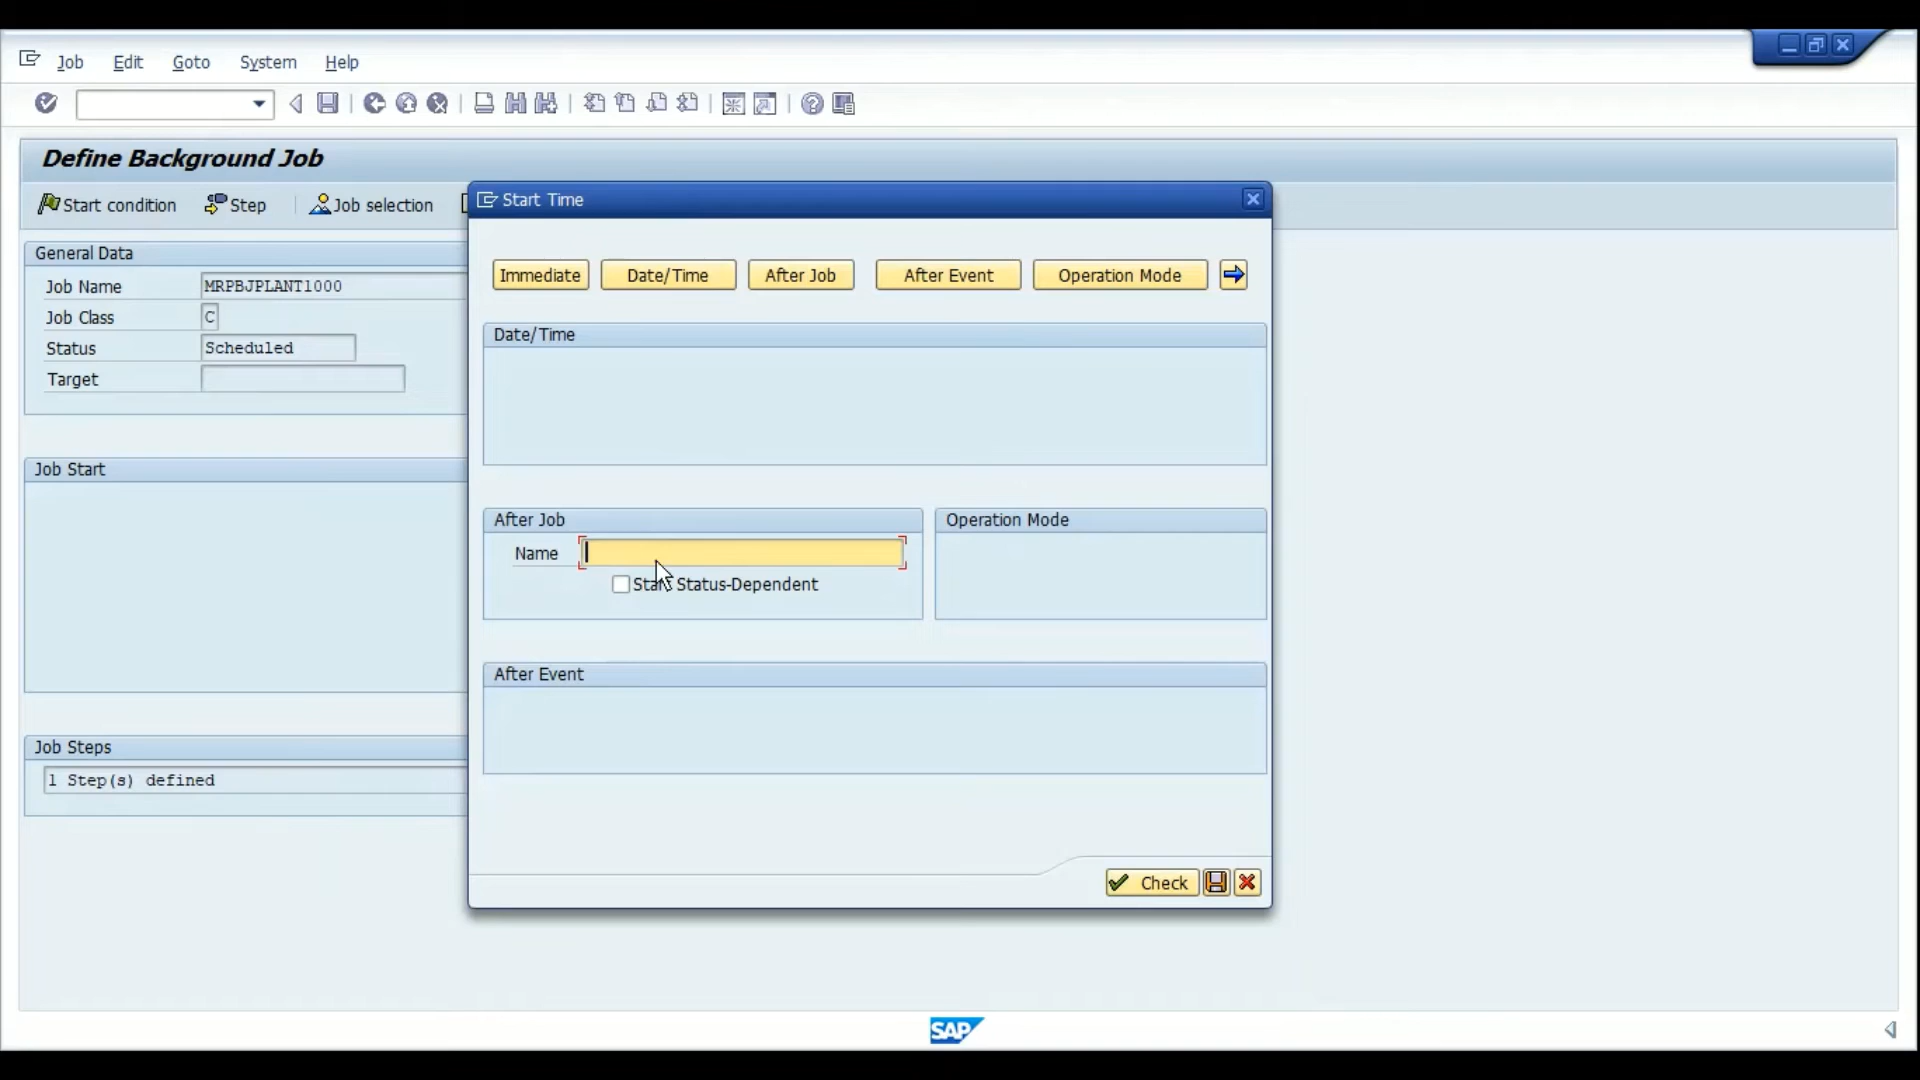 Job Edit Goto System Help
Define Background Job
Start condition Step Job selection
General Data
Job Name MRPBJPLANT1000
Job Class C
Status Scheduled
Target
Job Start
Job Steps
1 Step(s) defined
Start Time
Immediate Date/Time After Job After Event Operation Mode
Date/Time
After Job
Name
Start Status-Dependent
Operation Mode
After Event
Check
SAP